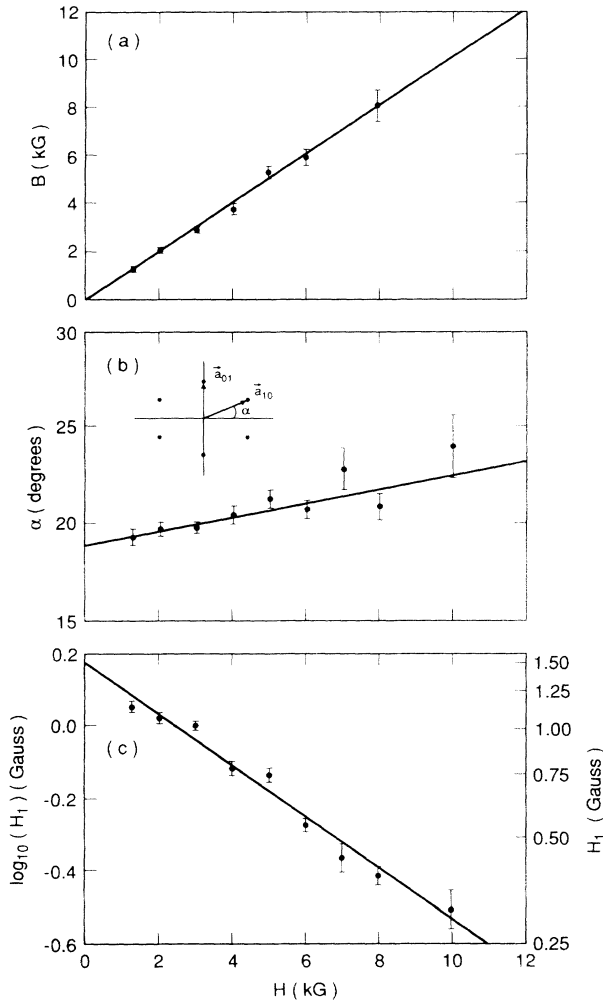 12
10
8
6
4
2
0
B ( kG )
( a )
30
25
20
15
α ( degrees )
( b )
a⃗₀₁
a⃗₁₀
α
0.2
0.0
-0.2
-0.4
-0.6
log₁₀ ( H₁ ) ( Gauss )
( c )
1.50
1.25
1.00
0.75
0.50
0.25
H₁ ( Gauss )
0 2 4 6 8 10 12
H ( kG )